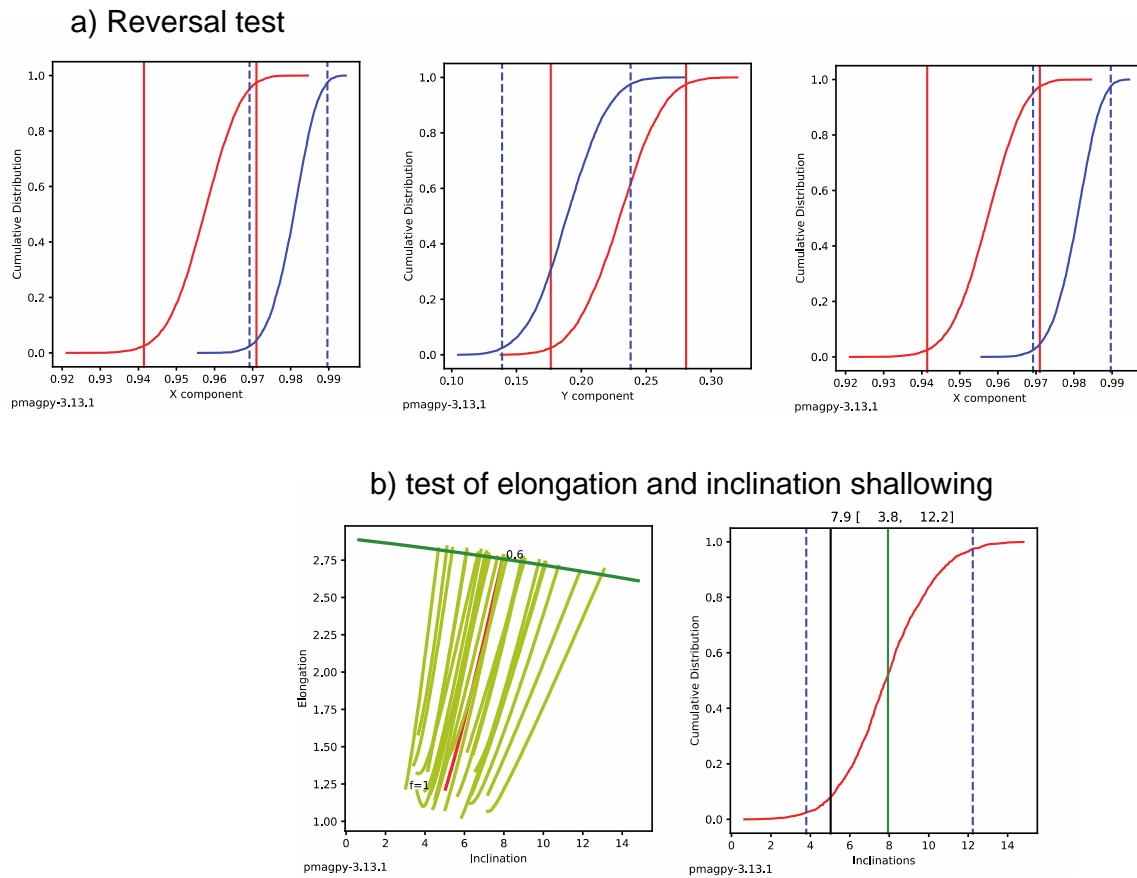 a) Reversal test
1.0
0.8
0.6
0.4
0.2
0.0
Cumulative Distribution
0.92 0.93 0.94 0.95 0.96 0.97 0.98 0.99
X component
pmagpy-3.13.1
1.0
0.8
0.6
0.4
0.2
0.0
Cumulative Distribution
0.10 0.15 0.20 0.25 0.30
Y component
pmagpy-3.13.1
1.0
0.8
0.6
0.4
0.2
0.0
Cumulative Distribution
0.92 0.93 0.94 0.95 0.96 0.97 0.98 0.99
X component
pmagpy-3.13.1
b) test of elongation and inclination shallowing
0.6
2.75
2.50
2.25
2.00
1.75
1.50
1.25
1.00
Elongation
f=1
0 2 4 6 8 10 12 14
Inclination
pmagpy-3.13.1
7.9 [ 3.8, 12.2]
1.0
0.8
0.6
0.4
0.2
0.0
Cumulative Distribution
0 2 4 6 8 10 12 14
Inclinations
pmagpy-3.13.1